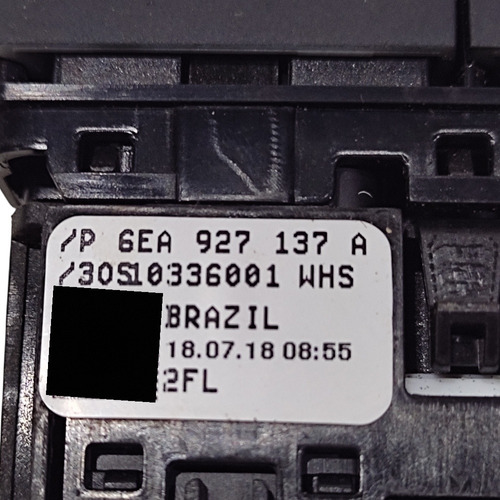 /P 6EA 927 137 A
/30S10336001 WHS
BRAZIL
18.07.18 08:55
2FL